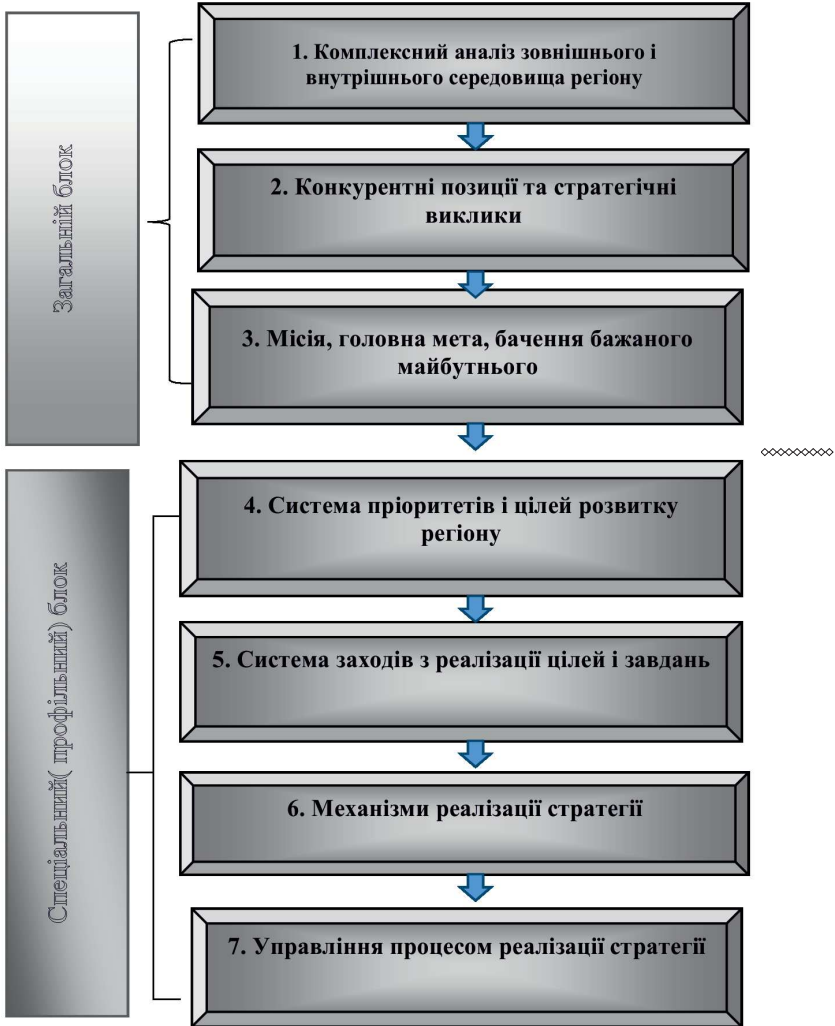 Загальній блок
1. Комплексний аналіз зовнішнього і
внутрішнього середовища регіону
2. Конкурентні позиції та стратегічні
виклики
3. Місія, головна мета, бачення бажаного
майбутнього
Спеціальний( профільний) блок
4. Система пріоритетів і цілей розвитку
регіону
5. Система заходів з реалізації цілей і завдань
6. Механізми реалізації стратегії
7. Управління процесом реалізації стратегії